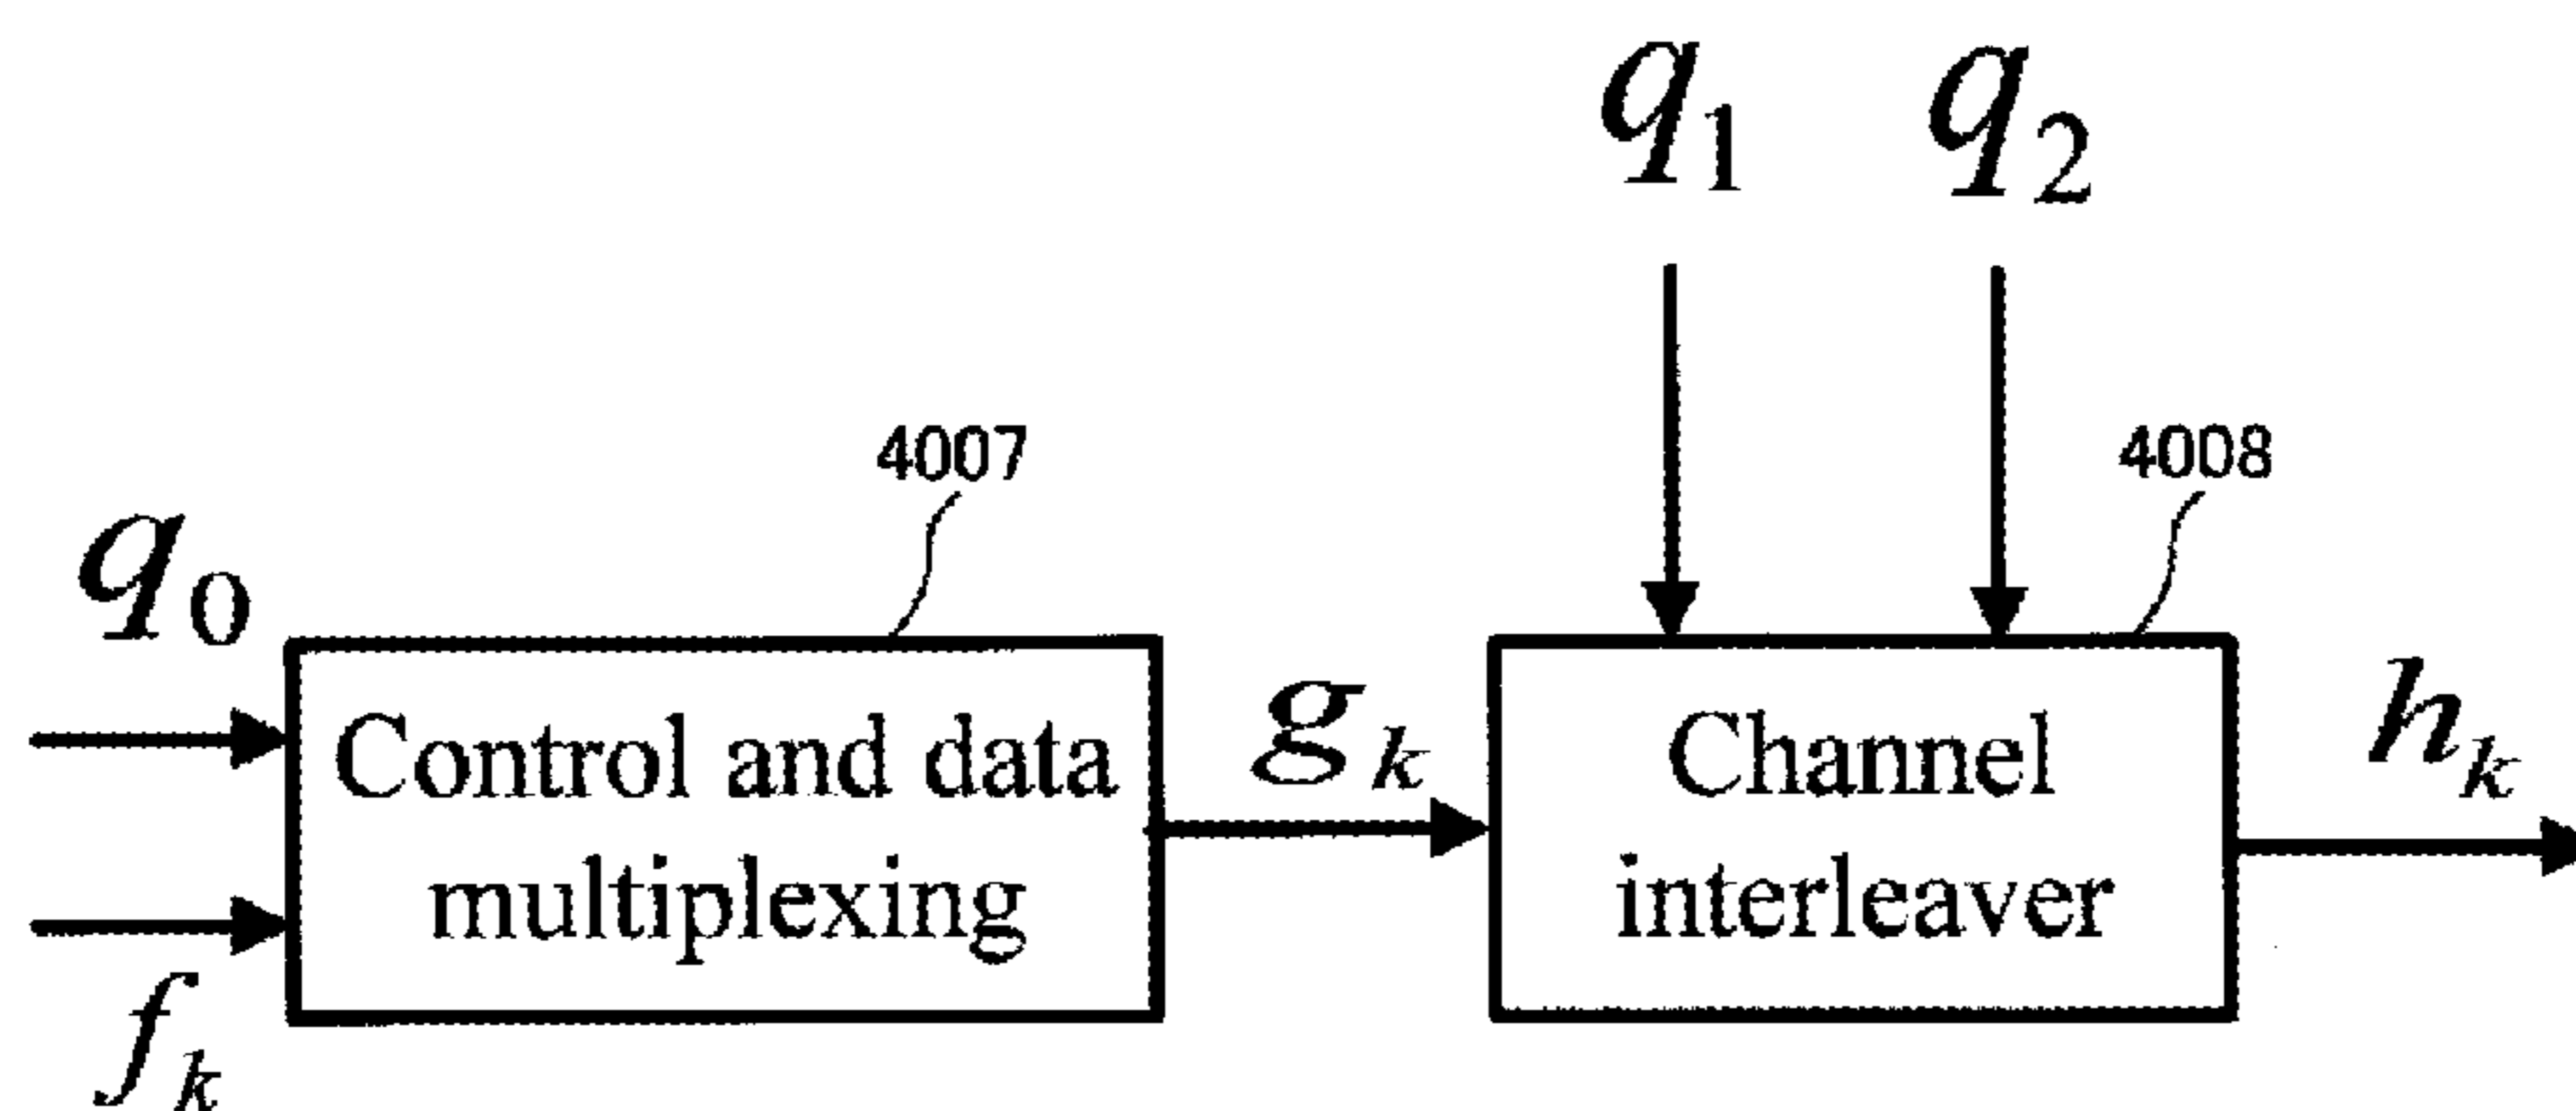 q1 q2
4007 4008
q0
Control and data
multiplexing
fk
gk
Channel
interleaver
hk